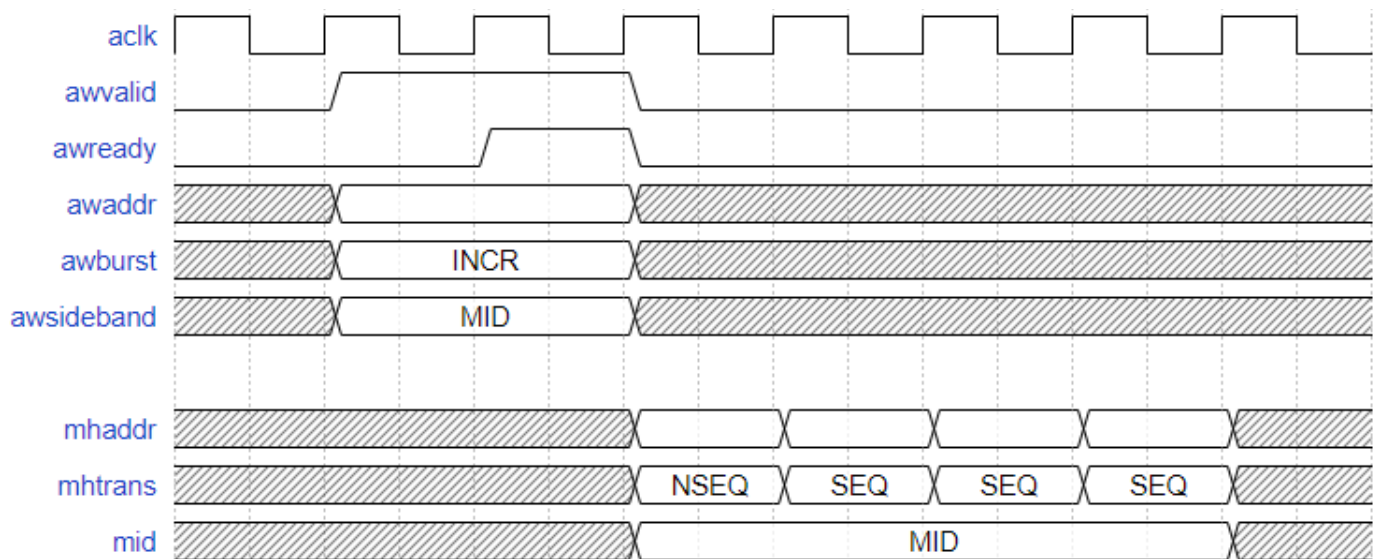 aclk
awvalid
awready
awaddr
awburst INCR
awsideband MID
mhaddr
mhtrans NSEQ SEQ SEQ SEQ
mid MID